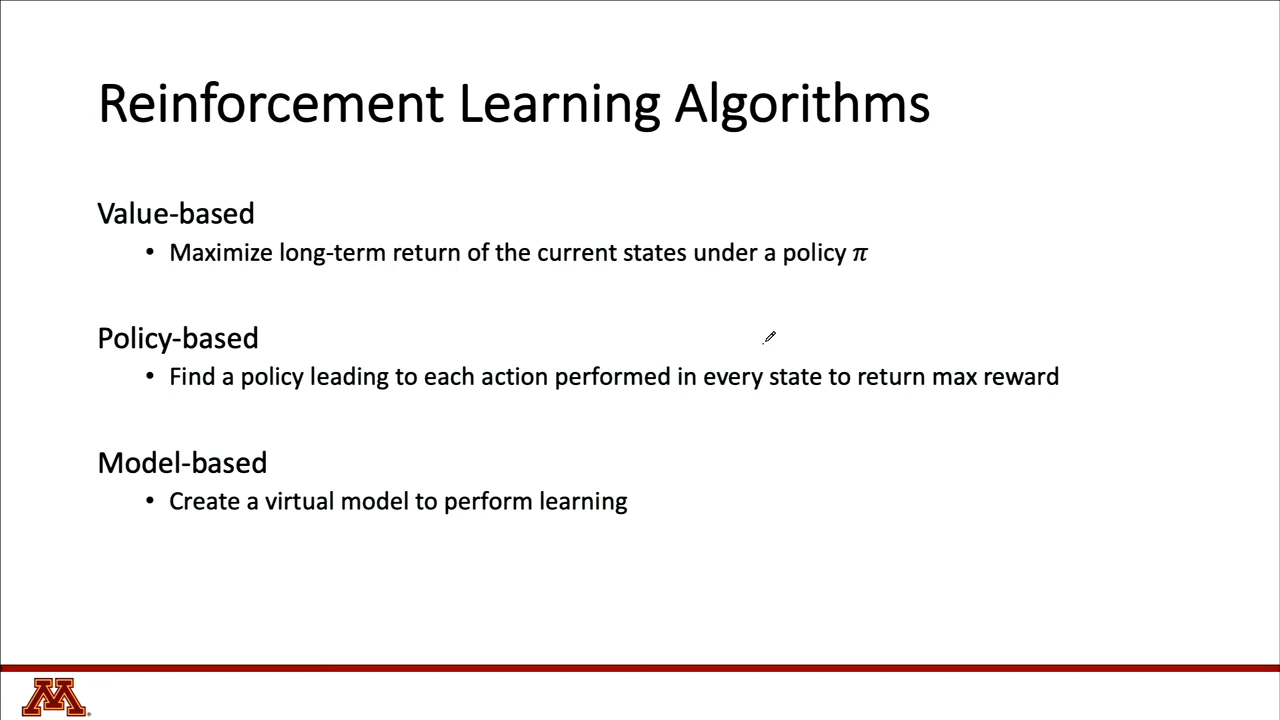 Reinforcement Learning Algorithms
Value-based
• Maximize long-term return of the current states under a policy π
Policy-based
• Find a policy leading to each action performed in every state to return max reward
Model-based
• Create a virtual model to perform learning
M